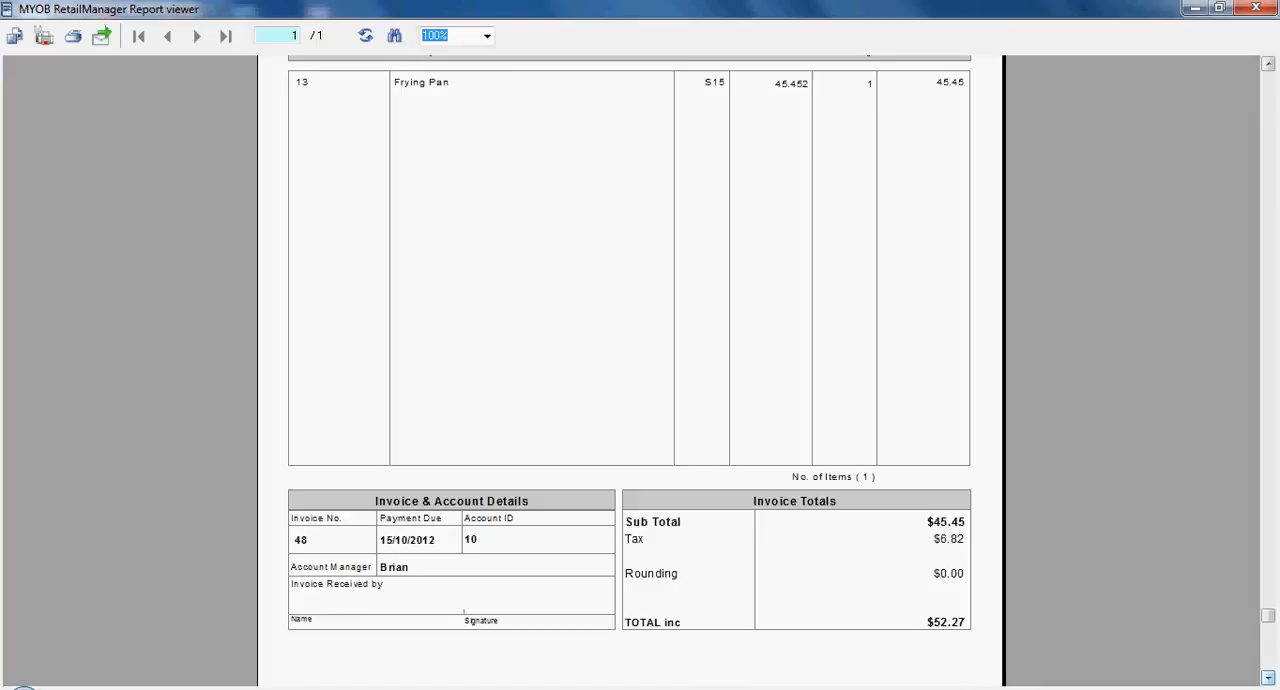 MYOB RetailManager Report viewer
1 /1 100%
13 Frying Pan S15 45.452 1 45.45
No. of Items ( 1 )
Invoice & Account Details
Invoice No. Payment Due Account ID
48 15/10/2012 10
Account Manager Brian
Invoice Received by
Name Signature
Invoice Totals
Sub Total $45.45
Tax $6.82
Rounding $0.00
TOTAL inc $52.27